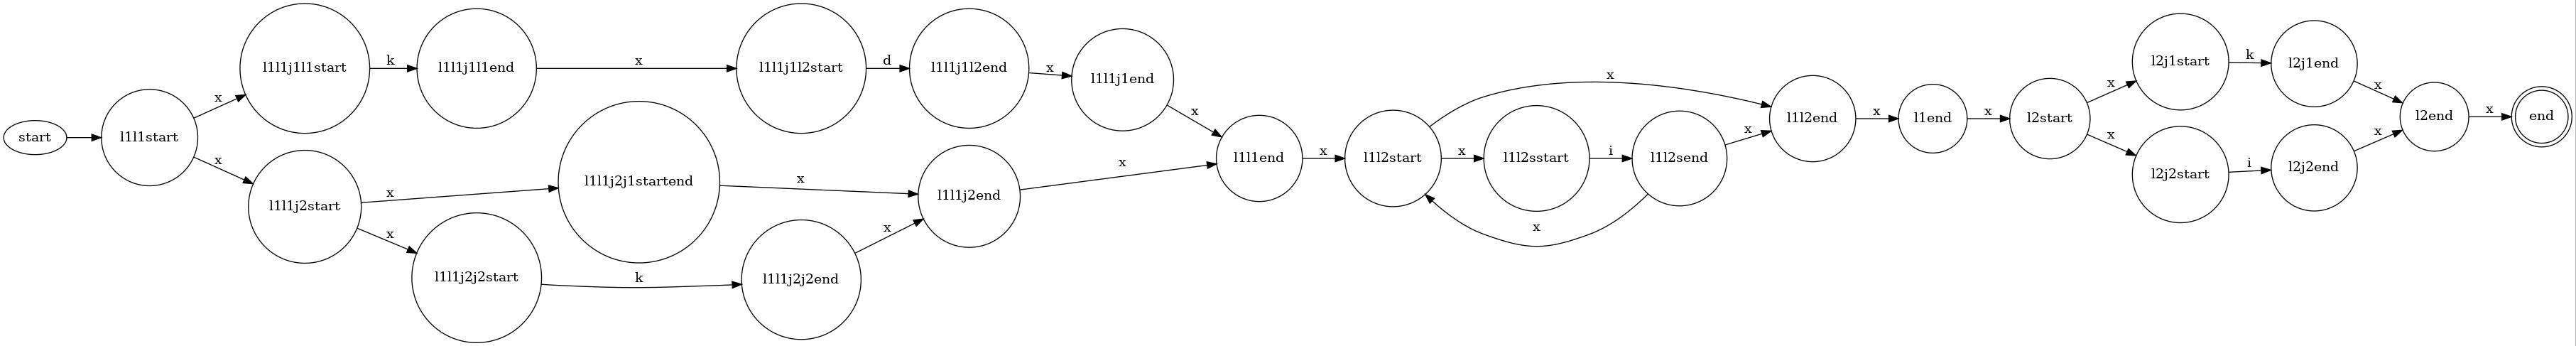 start
l1l1start
x
x
l1l1j1l1start
k
l1l1j1l1end
x
l1l1j1l2start
d
l1l1j1l2end
x
l1l1j1end
x
l1l1j2start
x
x
l1l1j2j1startend
x
l1l1j2j2start
k
l1l1j2j2end
x
l1l1j2end
x
l1l1end
x
l1l2start
x
x
l1l2sstart
i
l1l2send
x
x
l1l2end
x
l1end
x
l2start
x
x
l2j1start
k
l2j1end
x
l2j2start
i
l2j2end
x
l2end
x
end